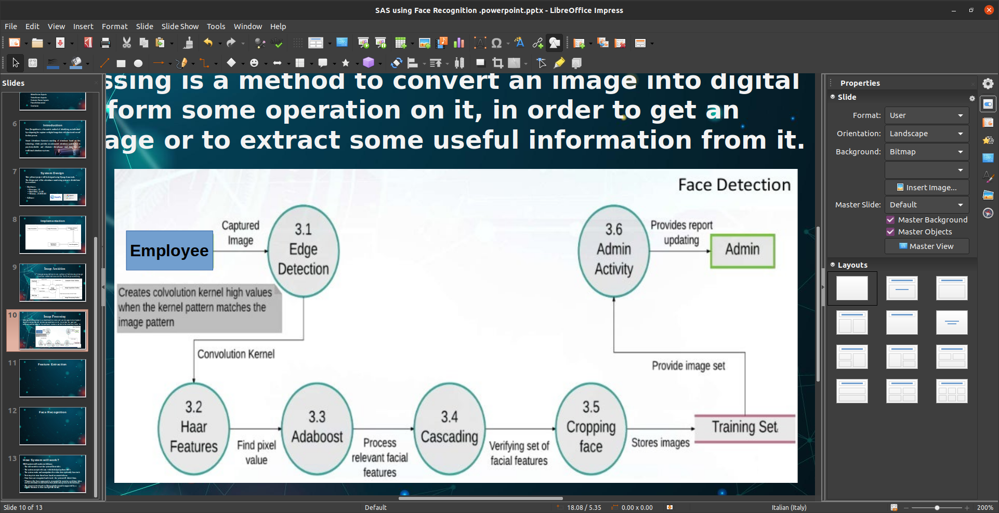 SAS using Face Recognition .powerpoint.pptx - LibreOffice Impress
File Edit View Insert Format Slide Slide Show Tools Window Help
Slides
6
Introduction
7
System Design
8
Implementation
9
Image Acuisition
10
Image Processing
11
Feature Extraction
12
Face Recognition
13
How System will work?
ssing is a method to convert an image into digital
form some operation on it, in order to get an
age or to extract some useful information from it.
Face Detection
Employee
Captured
Image
3.1
Edge
Detection
3.6
Admin
Activity
Provides report
updating
Admin
Creates colvolution kernel high values
when the kernel pattern matches the
image pattern
Convolution Kernel
Provide image set
3.2
Haar
Features
Find pixel
value
3.3
Adaboost
Process
relevant facial
features
3.4
Cascading
Verifying set of
facial features
3.5
Cropping
face
Stores images
Training Set
Properties
Slide
Format: User
Orientation: Landscape
Background: Bitmap
Insert Image...
Master Slide: Default
Master Background
Master Objects
Master View
Layouts
Slide 10 of 13
Default
18.08 / 5.35
0.00 x 0.00
Italian (Italy)
200%